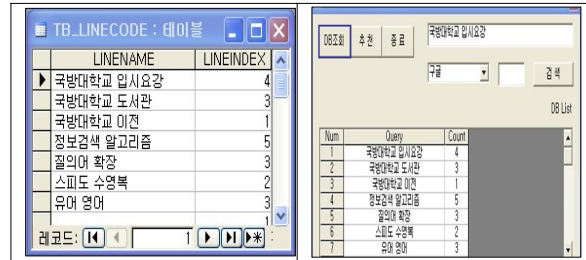 TB_LINECODE : 테이블
LINENAME LINEINDEX
국방대학교 입시요강 4
국방대학교 도서관 3
국방대학교 이전 1
정보검색 알고리즘 5
질의어 확장 3
스피도 수영복 2
유아 영어 3
1
레코드: 1
DB조회 추천 종료 국방대학교 입시요강
구글 검색
DB List
Num Query Count
1 국방대학교 입시요강 4
2 국방대학교 도서관 3
3 국방대학교 이전 1
4 정보검색 알고리즘 5
5 질의어 확장 3
6 스피도 수영복 2
7 유아 영어 3